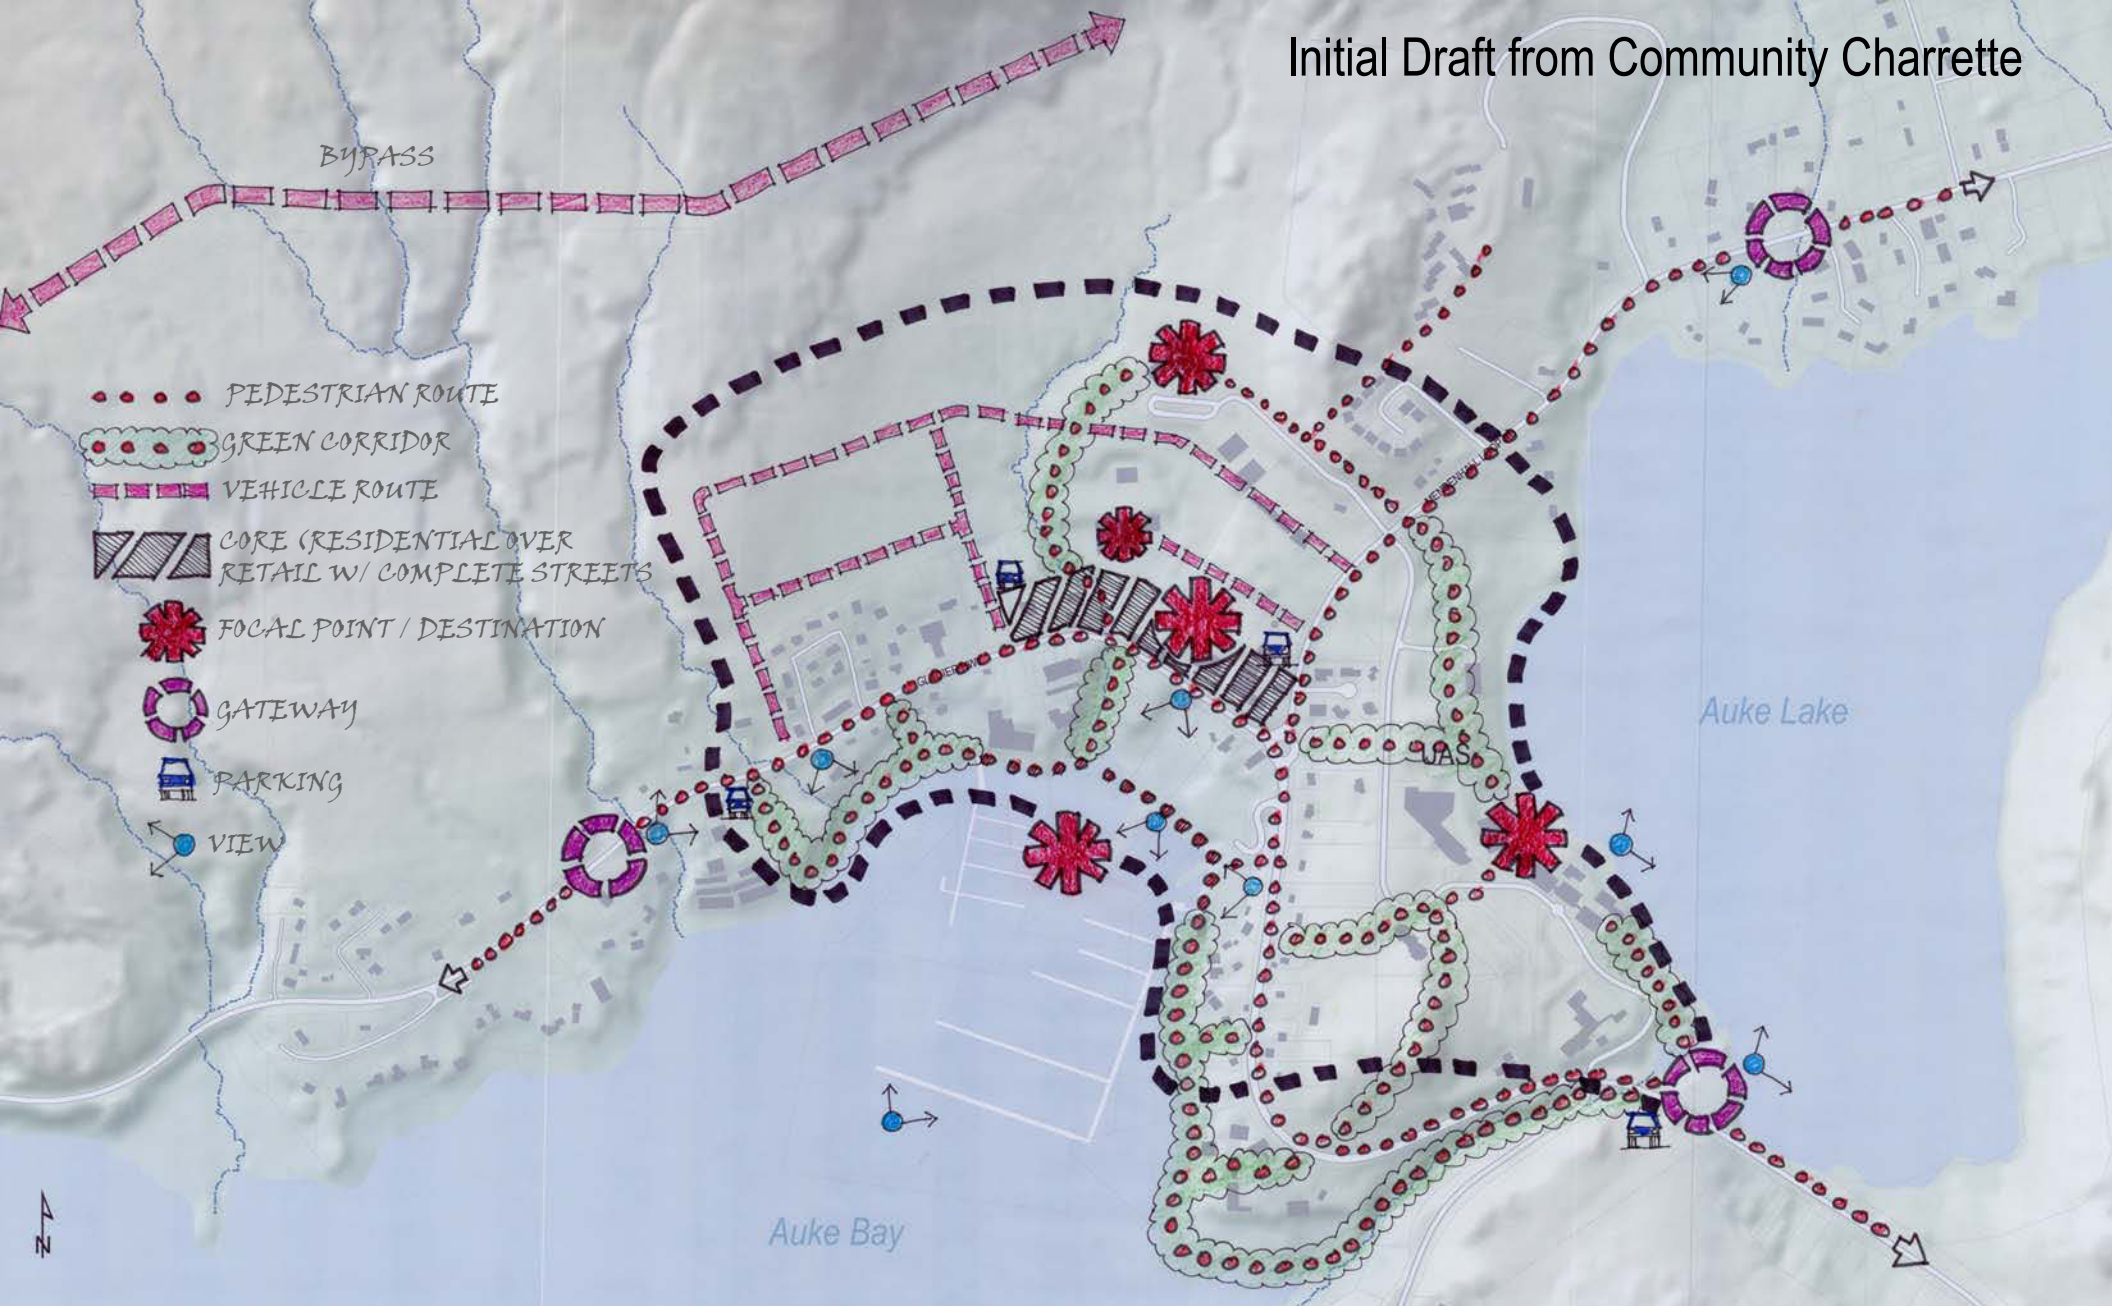 Initial Draft from Community Charrette
BYPASS
PEDESTRIAN ROUTE
GREEN CORRIDOR
VEHICLE ROUTE
CORE (RESIDENTIAL OVER
RETAIL W/ COMPLETE STREETS
FOCAL POINT / DESTINATION
GATEWAY
PARKING
VIEW
UAS
Auke Lake
Auke Bay
N